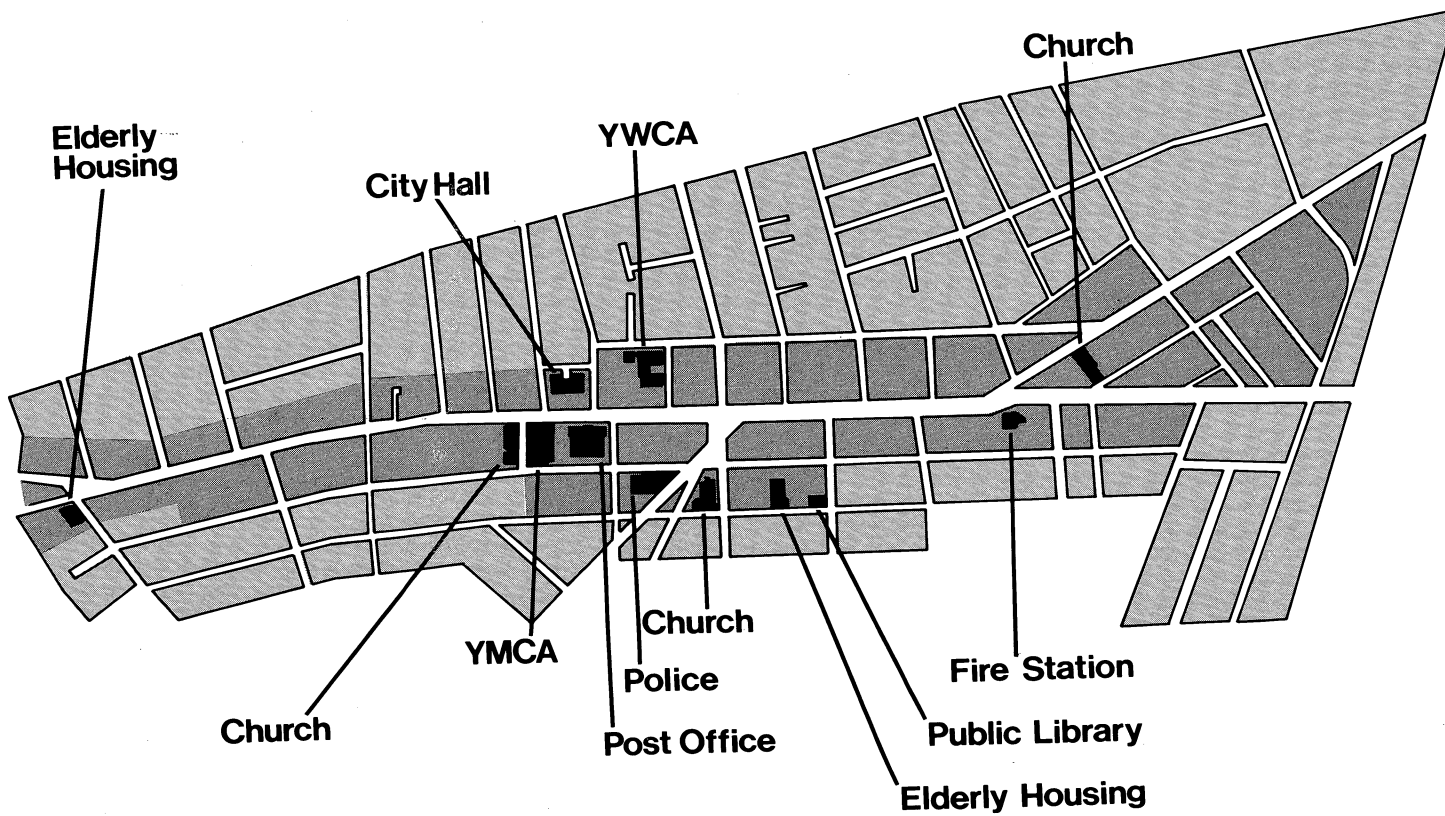 Church
Elderly
Housing
YWCA
City Hall
Church
YMCA
Church
Police
Post Office
Fire Station
Public Library
Elderly Housing